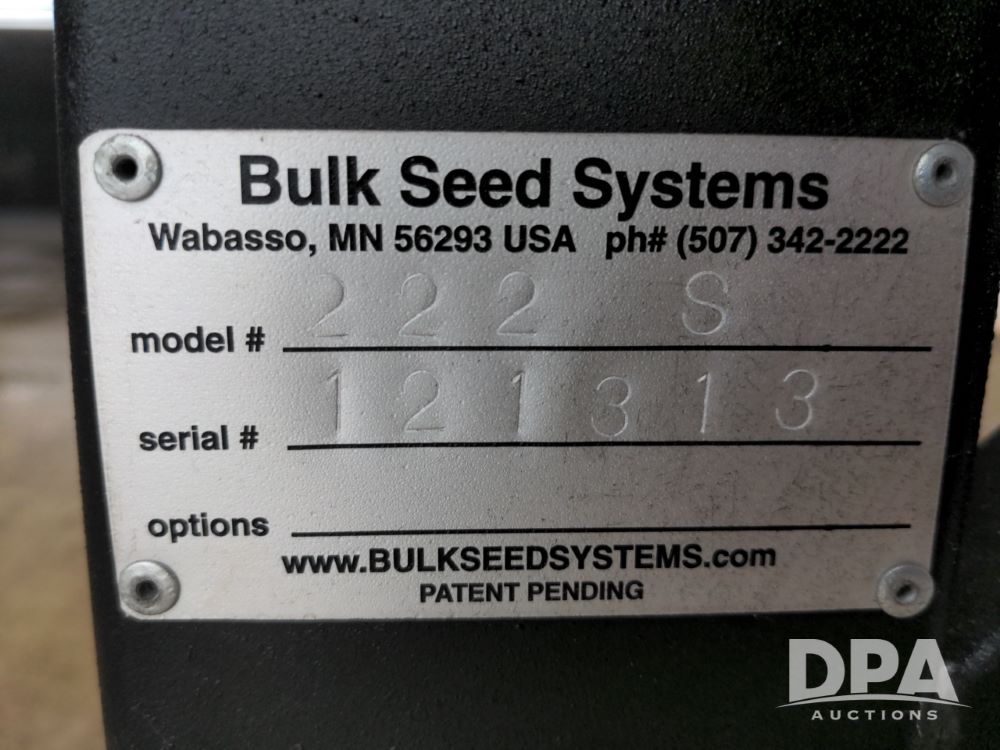 Bulk Seed Systems
Wabasso, MN 56293 USA ph# (507) 342-2222
model # 222 S
serial # 121313
options
www.BULKSEEDSYSTEMS.com
PATENT PENDING
DPA
AUCTIONS